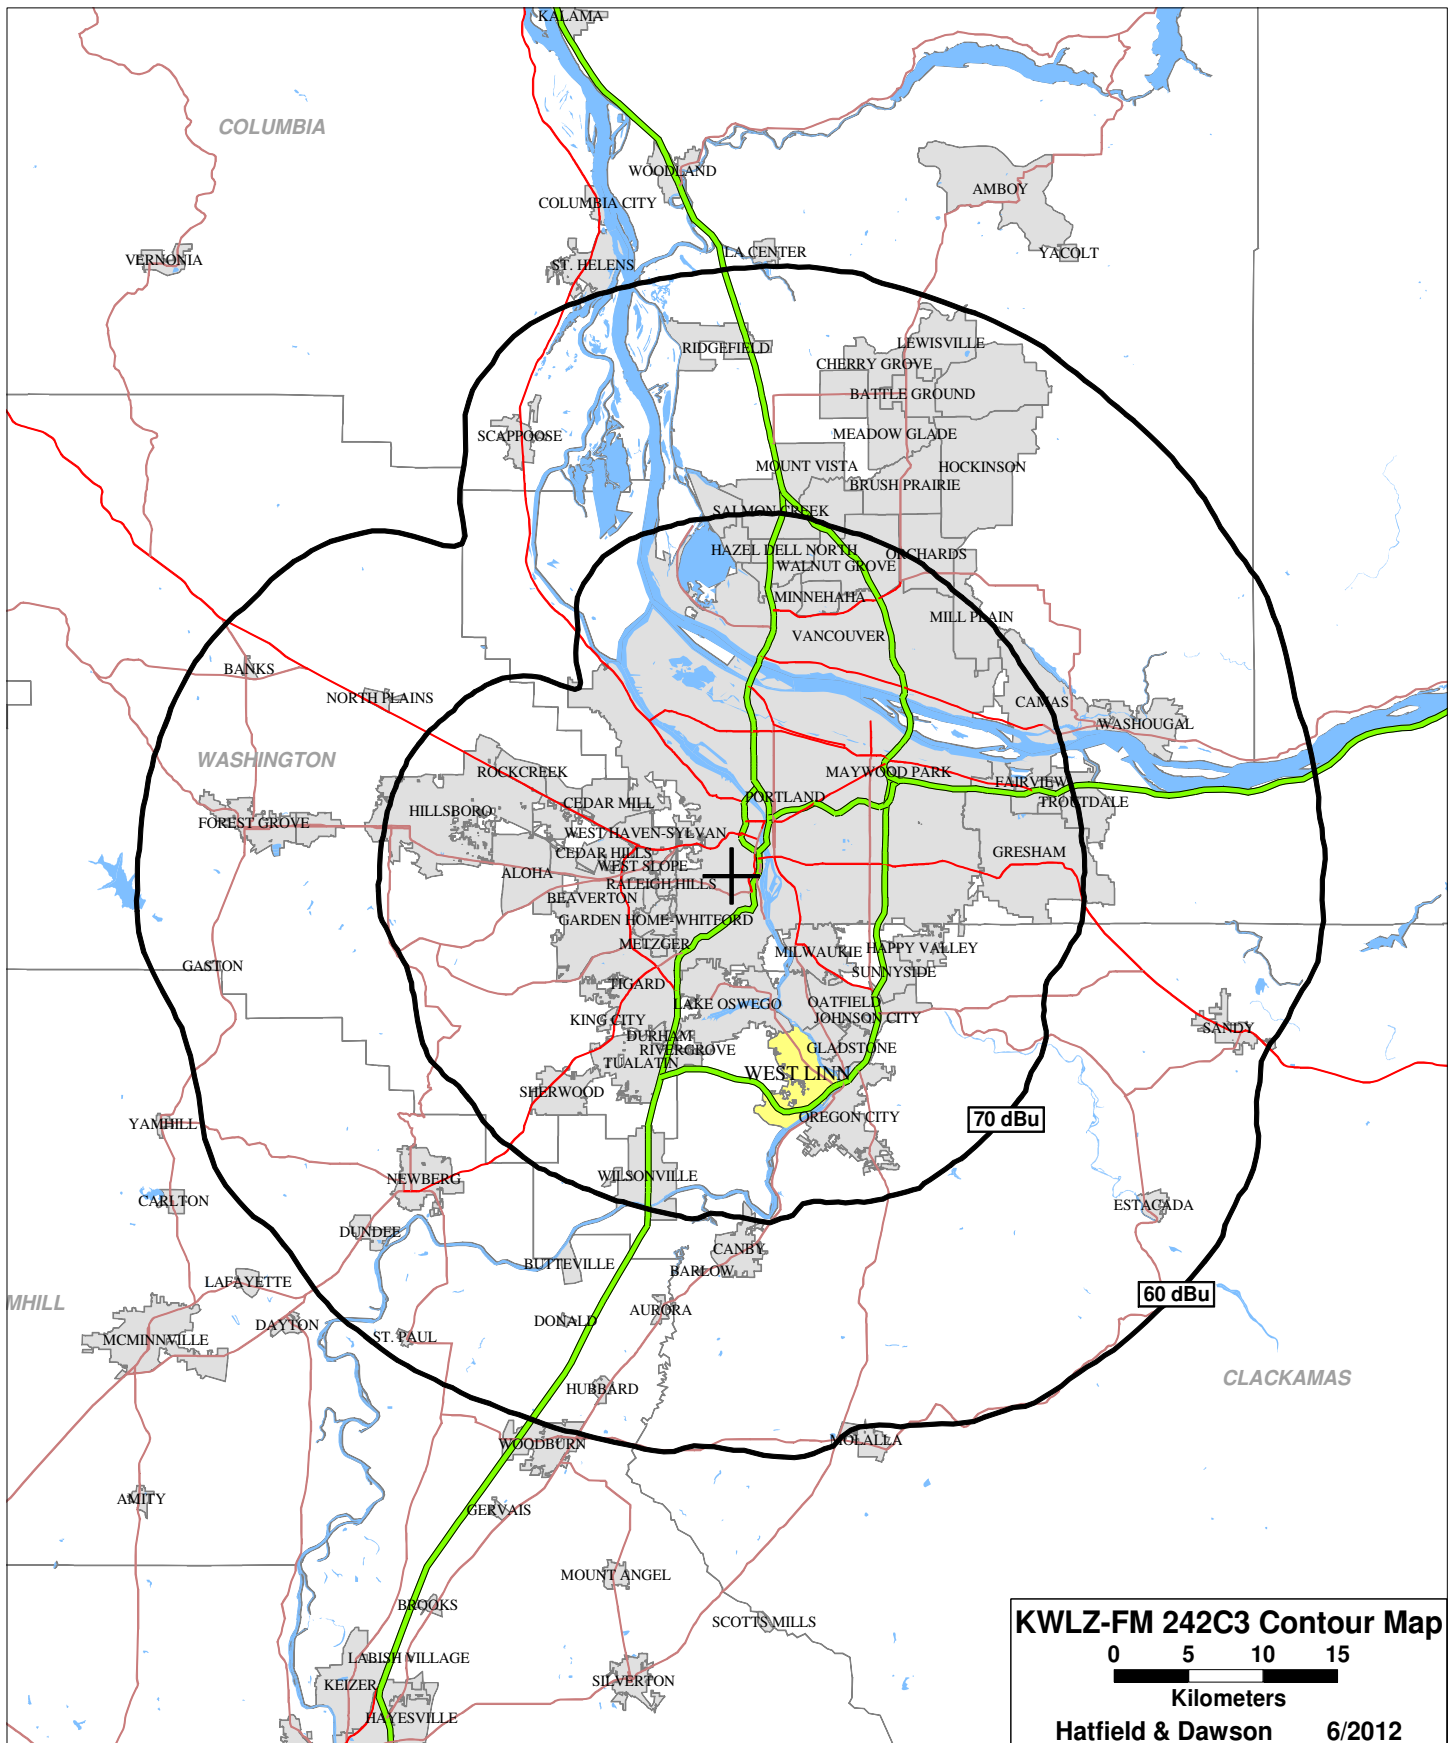 KALAMA
COLUMBIA
WOODLAND
AMBOY
COLUMBIA CITY
VERNONIA
LA CENTER
YACOLT
ST. HELENS
LEWISVILLE
RIDGEFIELD
CHERRY GROVE
BATTLE GROUND
SCAPPOOSE
MEADOW GLADE
MOUNT VISTA
HOCKINSON
BRUSH PRAIRIE
SALMON CREEK
HAZEL DELL NORTH
ORCHARDS
WALNUT GROVE
MINNEHAHA
MILL PLAIN
VANCOUVER
BANKS
NORTH PLAINS
CAMAS
WASHOUGAL
WASHINGTON
ROCKCREEK
MAYWOOD PARK
FAIRVIEW
PORTLAND
TROUTDALE
CEDAR MILL
HILLSBORO
FOREST GROVE
WEST HAVEN-SYLVAN
CEDAR HILLS
GRESHAM
WEST SLOPE
ALOHA
RALEIGH HILLS
BEAVERTON
GARDEN HOME-WHITFORD
METZGER
MILWAUKIE
HAPPY VALLEY
GASTON
SUNNYSIDE
TIGARD
LAKE OSWEGO
OATFIELD
KING CITY
JOHNSON CITY
SANDY
DURHAM
RIVERGROVE
GLADSTONE
TUALATIN
WEST LINN
SHERWOOD
OREGON CITY
70 dBu
YAMHILL
NEWBERG
WILSONVILLE
CARLTON
ESTACADA
DUNDEE
CANBY
BUTTEVILLE
BARLOW
LAFAYETTE
60 dBu
MHILL
AURORA
DONALD
DAYTON
ST. PAUL
MCMINNVILLE
CLACKAMAS
HUBBARD
WOODBURN
MOLALLA
AMITY
GERVAIS
MOUNT ANGEL
BROOKS
SCOTTS MILLS
LABISH VILLAGE
KEIZER
SILVERTON
HAYESVILLE
KWLZ-FM 242C3 Contour Map
0 5 10 15
Kilometers
Hatfield & Dawson 6/2012